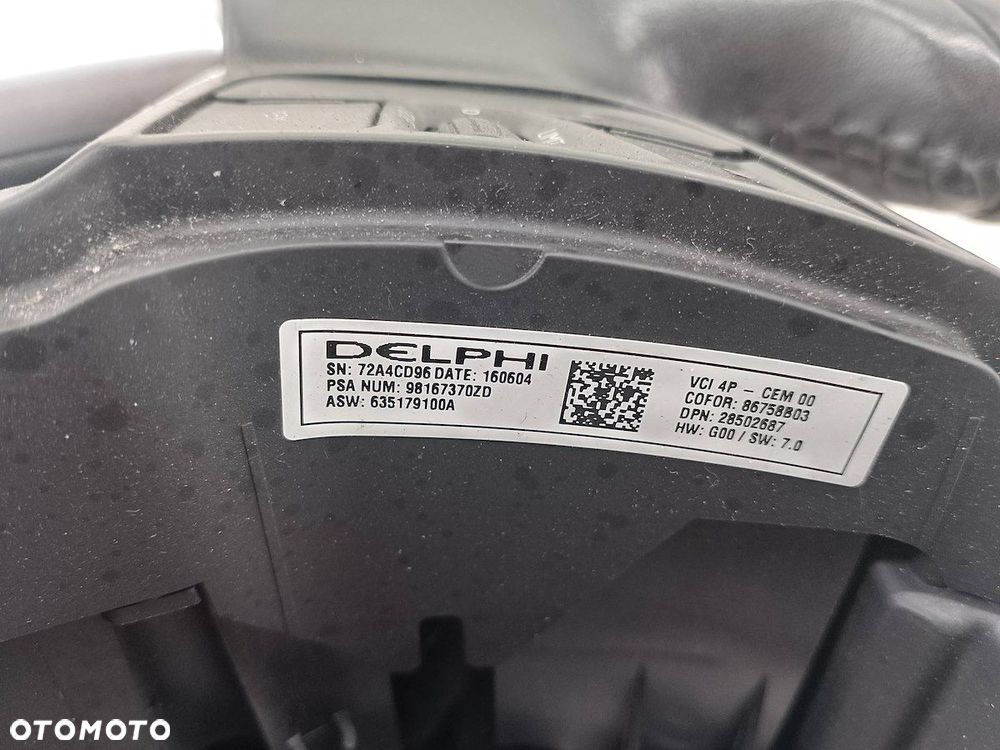 DELPHI
SN: 72A4CD96 DATE: 160604
PSA NUM: 98167370ZD
ASW: 635179100A
VCI 4P - CEM 00
COFOR: 86758B03
DPN: 28502687
HW: G00 / SW: 7.0
OTOMOTO